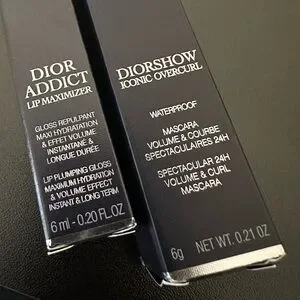 DIOR
ADDICT
LIP MAXIMIZER
GLOSS REPULPANT
MAXI HYDRATATION
& EFFET VOLUME
INSTANTANÉ &
LONGUE DURÉE
LIP PLUMPING GLOSS
MAXIMUM HYDRATION
& VOLUME EFFECT
INSTANT & LONG TERM
6 ml - 0.20 FL.OZ
DIORSHOW
ICONIC OVERCURL
WATERPROOF
MASCARA
VOLUME & COURBE
SPECTACULAIRES 24H
SPECTACULAR 24H
VOLUME & CURL
MASCARA
6g NET WT. 0.21 OZ